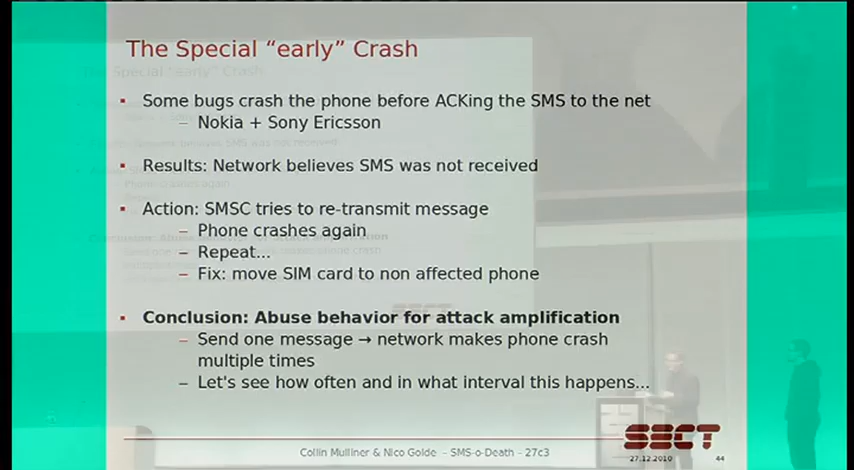 The Special “early” Crash
▪ Some bugs crash the phone before ACKing the SMS to the net
– Nokia + Sony Ericsson
▪ Results: Network believes SMS was not received
▪ Action: SMSC tries to re-transmit message
– Phone crashes again
– Repeat...
– Fix: move SIM card to non affected phone
▪ Conclusion: Abuse behavior for attack amplification
– Send one message → network makes phone crash
multiple times
– Let's see how often and in what interval this happens...
SECT
Collin Mulliner & Nico Golde – SMS-o-Death - 27c3
27.12.2010 44